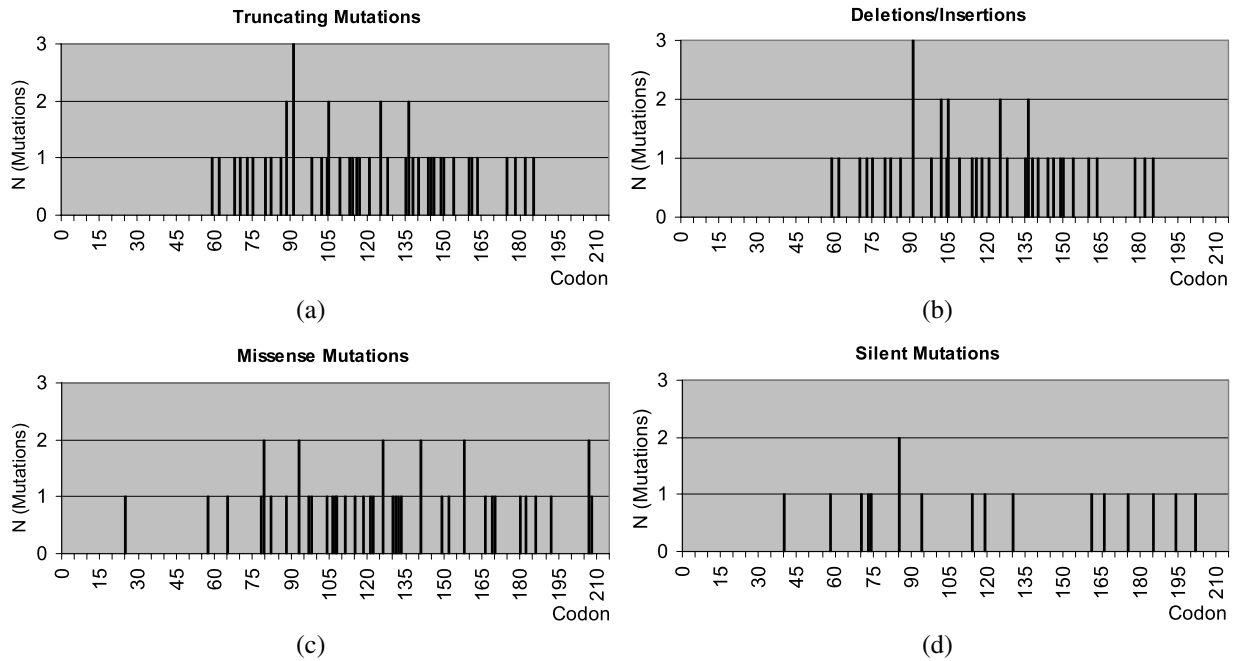 Truncating Mutations
N (Mutations)
3
2
1
0
0 15 30 45 60 75 90 105 120 135 150 165 180 195 210
Codon
(a)
Deletions/Insertions
N (Mutations)
3
2
1
0
0 15 30 45 60 75 90 105 120 135 150 165 180 195 210
Codon
(b)
Missense Mutations
N (Mutations)
3
2
1
0
0 15 30 45 60 75 90 105 120 135 150 165 180 195 210
Codon
(c)
Silent Mutations
N (Mutations)
3
2
1
0
0 15 30 45 60 75 90 105 120 135 150 165 180 195 210
Codon
(d)